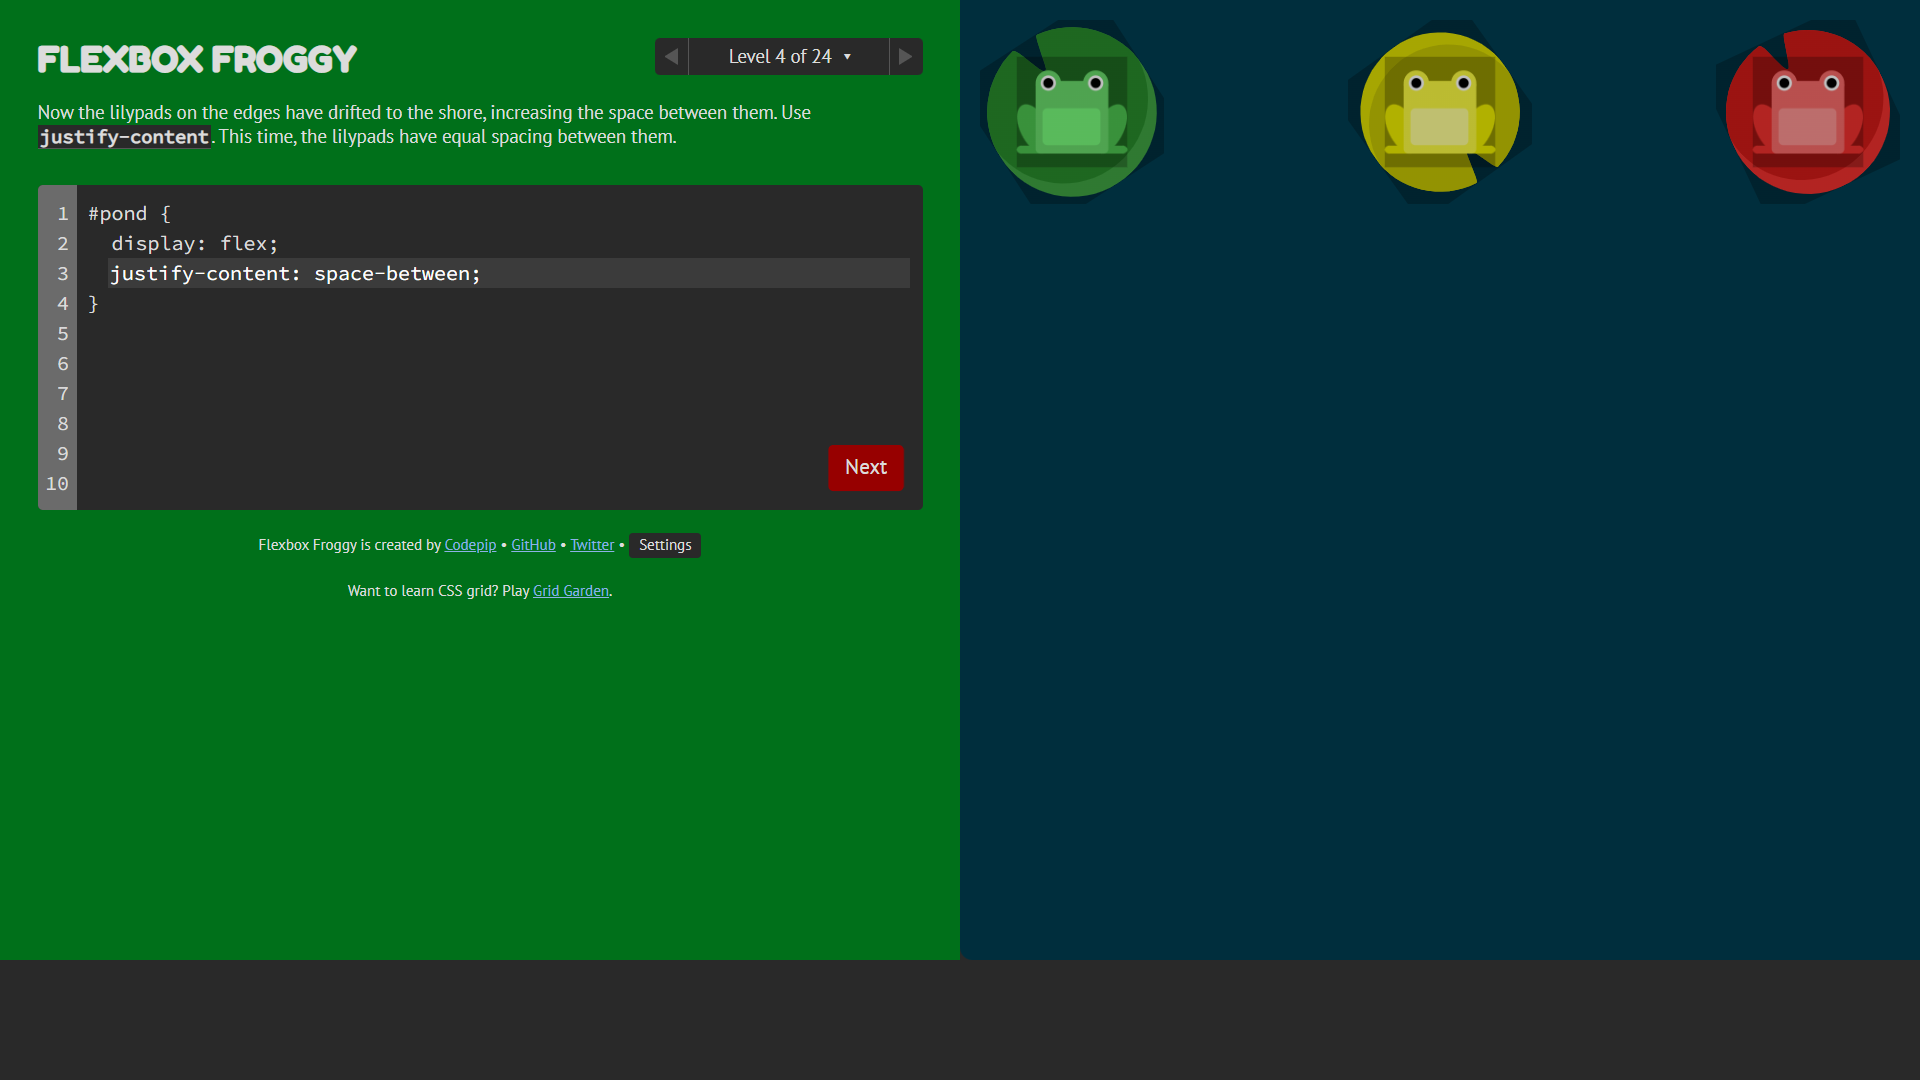 FLEXBOX FROGGY
Level 4 of 24 ▼
Now the lilypads on the edges have drifted to the shore, increasing the space between them. Use
justify-content. This time, the lilypads have equal spacing between them.
1 #pond {
2 display: flex;
3 justify-content: space-between;
4 }
5
6
7
8
9
10
Next
Flexbox Froggy is created by Codepip • GitHub • Twitter • Settings
Want to learn CSS grid? Play Grid Garden.